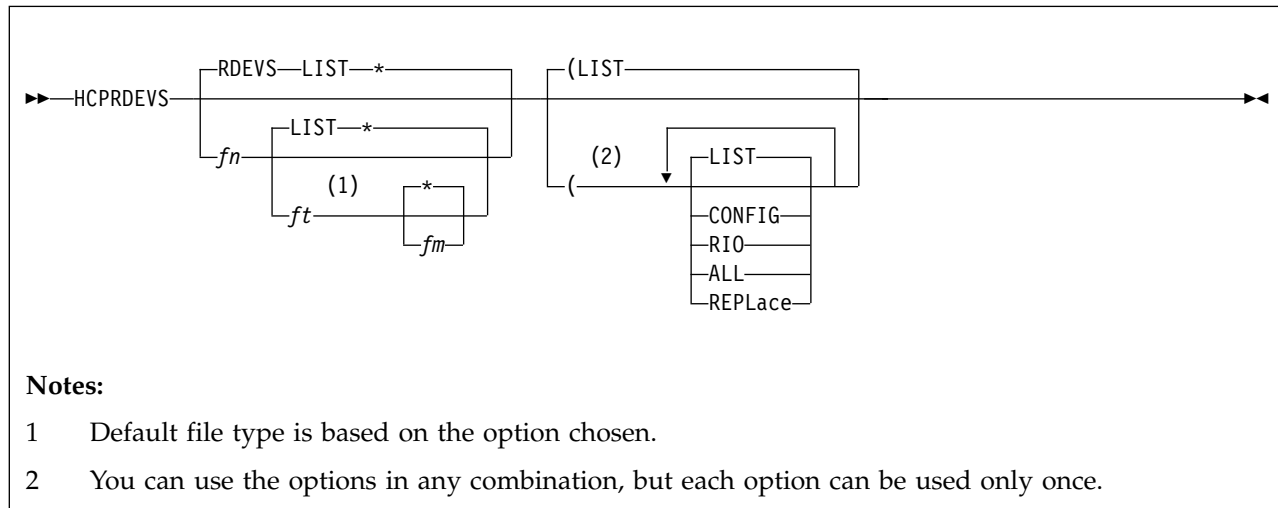 RDEVS LIST * (LIST
HCPRDEVS
LIST *
fn (2) LIST
(1) * (
ft CONFIG
fm RIO
ALL
REPLace
Notes:
1 Default file type is based on the option chosen.
2 You can use the options in any combination, but each option can be used only once.